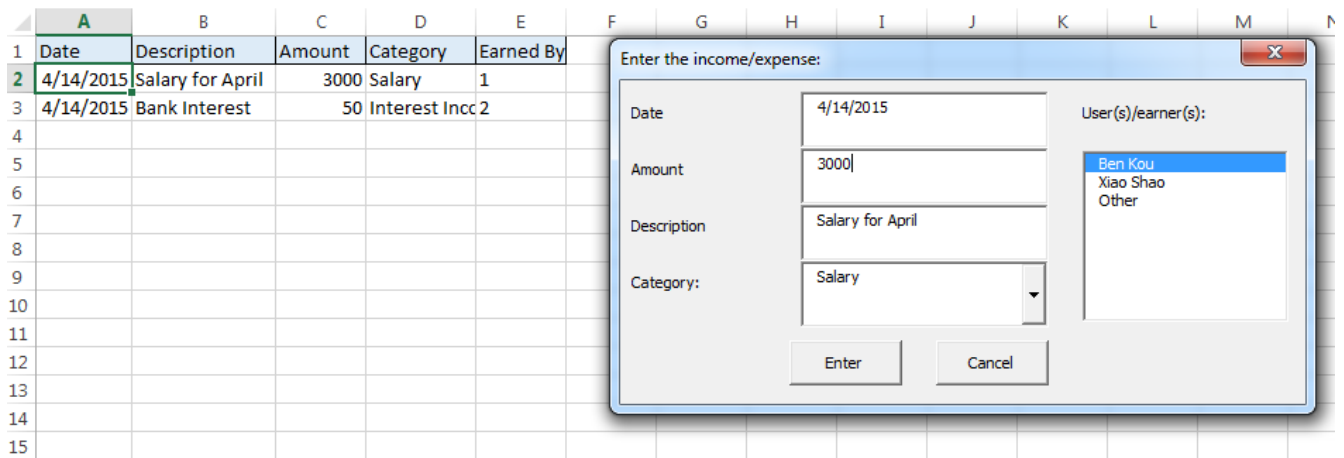 A B C D E F G H I J K L M N
1 Date Description Amount Category Earned By
2 4/14/2015 Salary for April 3000 Salary 1
3 4/14/2015 Bank Interest 50 Interest Inco 2
4
5
6
7
8
9
10
11
12
13
14
15
Enter the income/expense:
Date 4/14/2015
Amount 3000
Description Salary for April
Category: Salary
Enter Cancel
User(s)/earner(s):
Ben Kou
Xiao Shao
Other